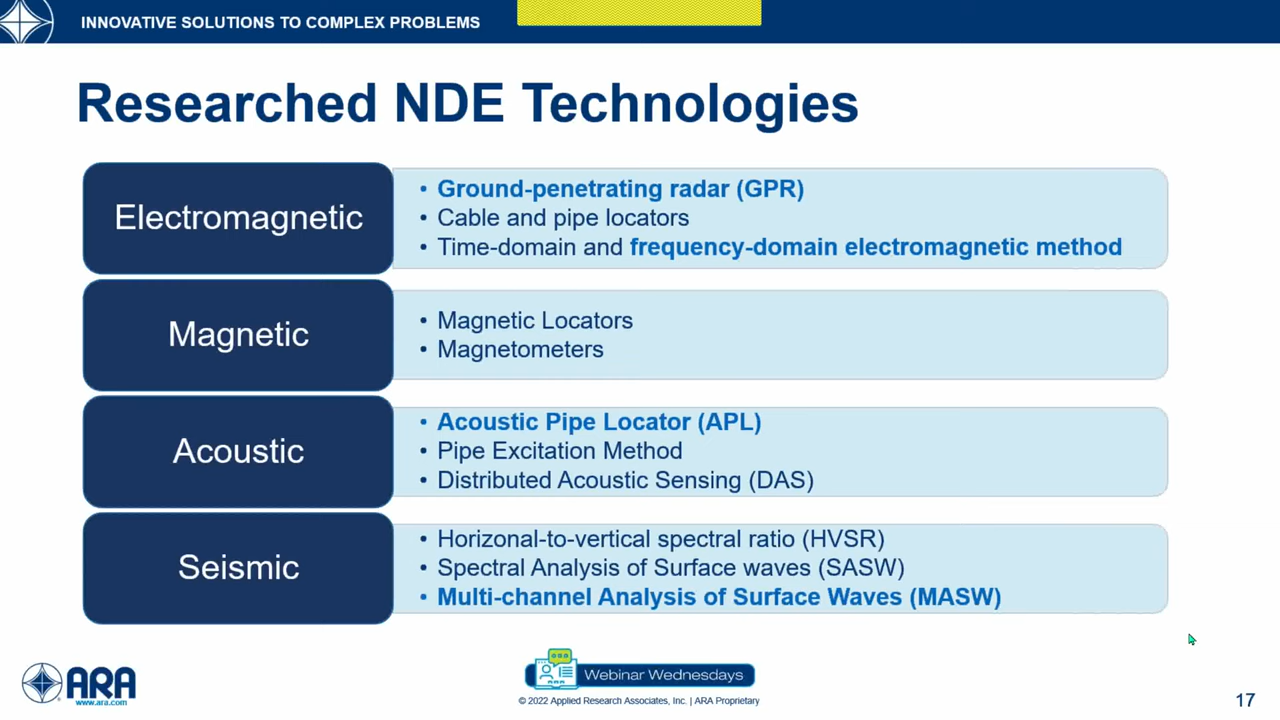 INNOVATIVE SOLUTIONS TO COMPLEX PROBLEMS
Researched NDE Technologies
Electromagnetic
• Ground-penetrating radar (GPR)
• Cable and pipe locators
• Time-domain and frequency-domain electromagnetic method
Magnetic
• Magnetic Locators
• Magnetometers
Acoustic
• Acoustic Pipe Locator (APL)
• Pipe Excitation Method
• Distributed Acoustic Sensing (DAS)
Seismic
• Horizonal-to-vertical spectral ratio (HVSR)
• Spectral Analysis of Surface waves (SASW)
• Multi-channel Analysis of Surface Waves (MASW)
ARA
www.ara.com
Webinar Wednesdays
© 2022 Applied Research Associates, Inc. | ARA Proprietary
17